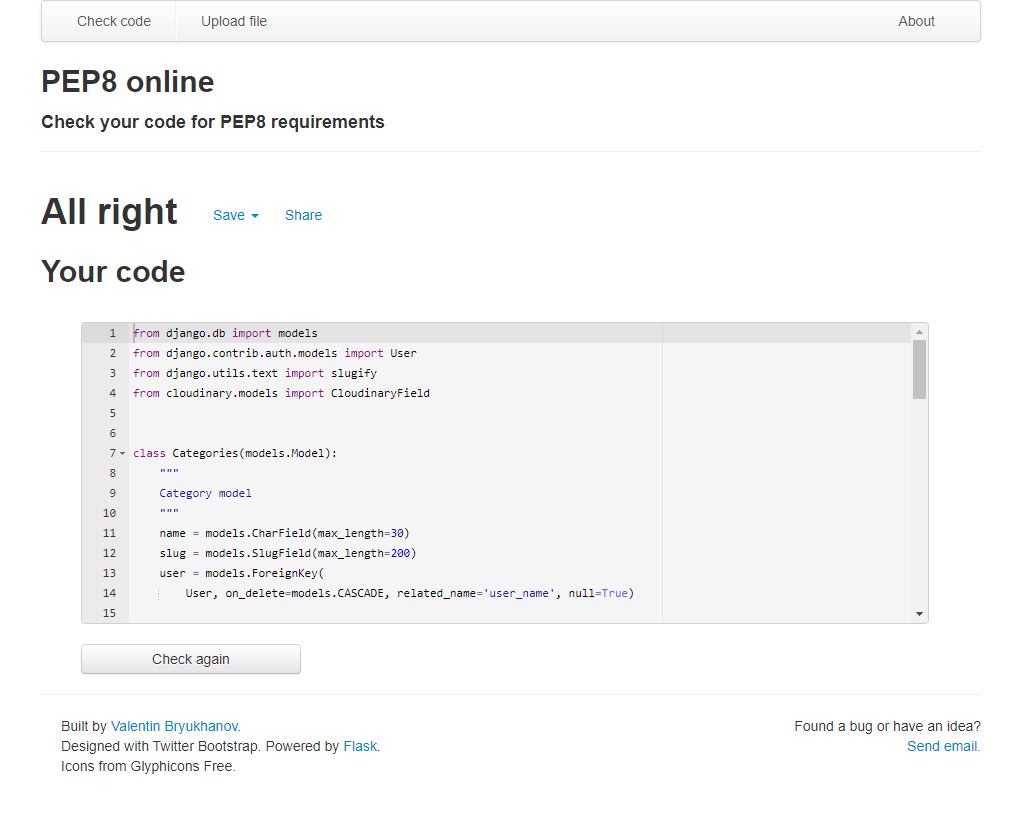 Check code Upload file About
PEP8 online
Check your code for PEP8 requirements
All right Save Share
Your code
1 from django.db import models
2 from django.contrib.auth.models import User
3 from django.utils.text import slugify
4 from cloudinary.models import CloudinaryField
5
6
7 class Categories(models.Model):
8     """
9     Category model
10     """
11     name = models.CharField(max_length=30)
12     slug = models.SlugField(max_length=200)
13     user = models.ForeignKey(
14         User, on_delete=models.CASCADE, related_name='user_name', null=True)
15
Check again
Built by Valentin Bryukhanov. Found a bug or have an idea?
Designed with Twitter Bootstrap. Powered by Flask. Send email.
Icons from Glyphicons Free.